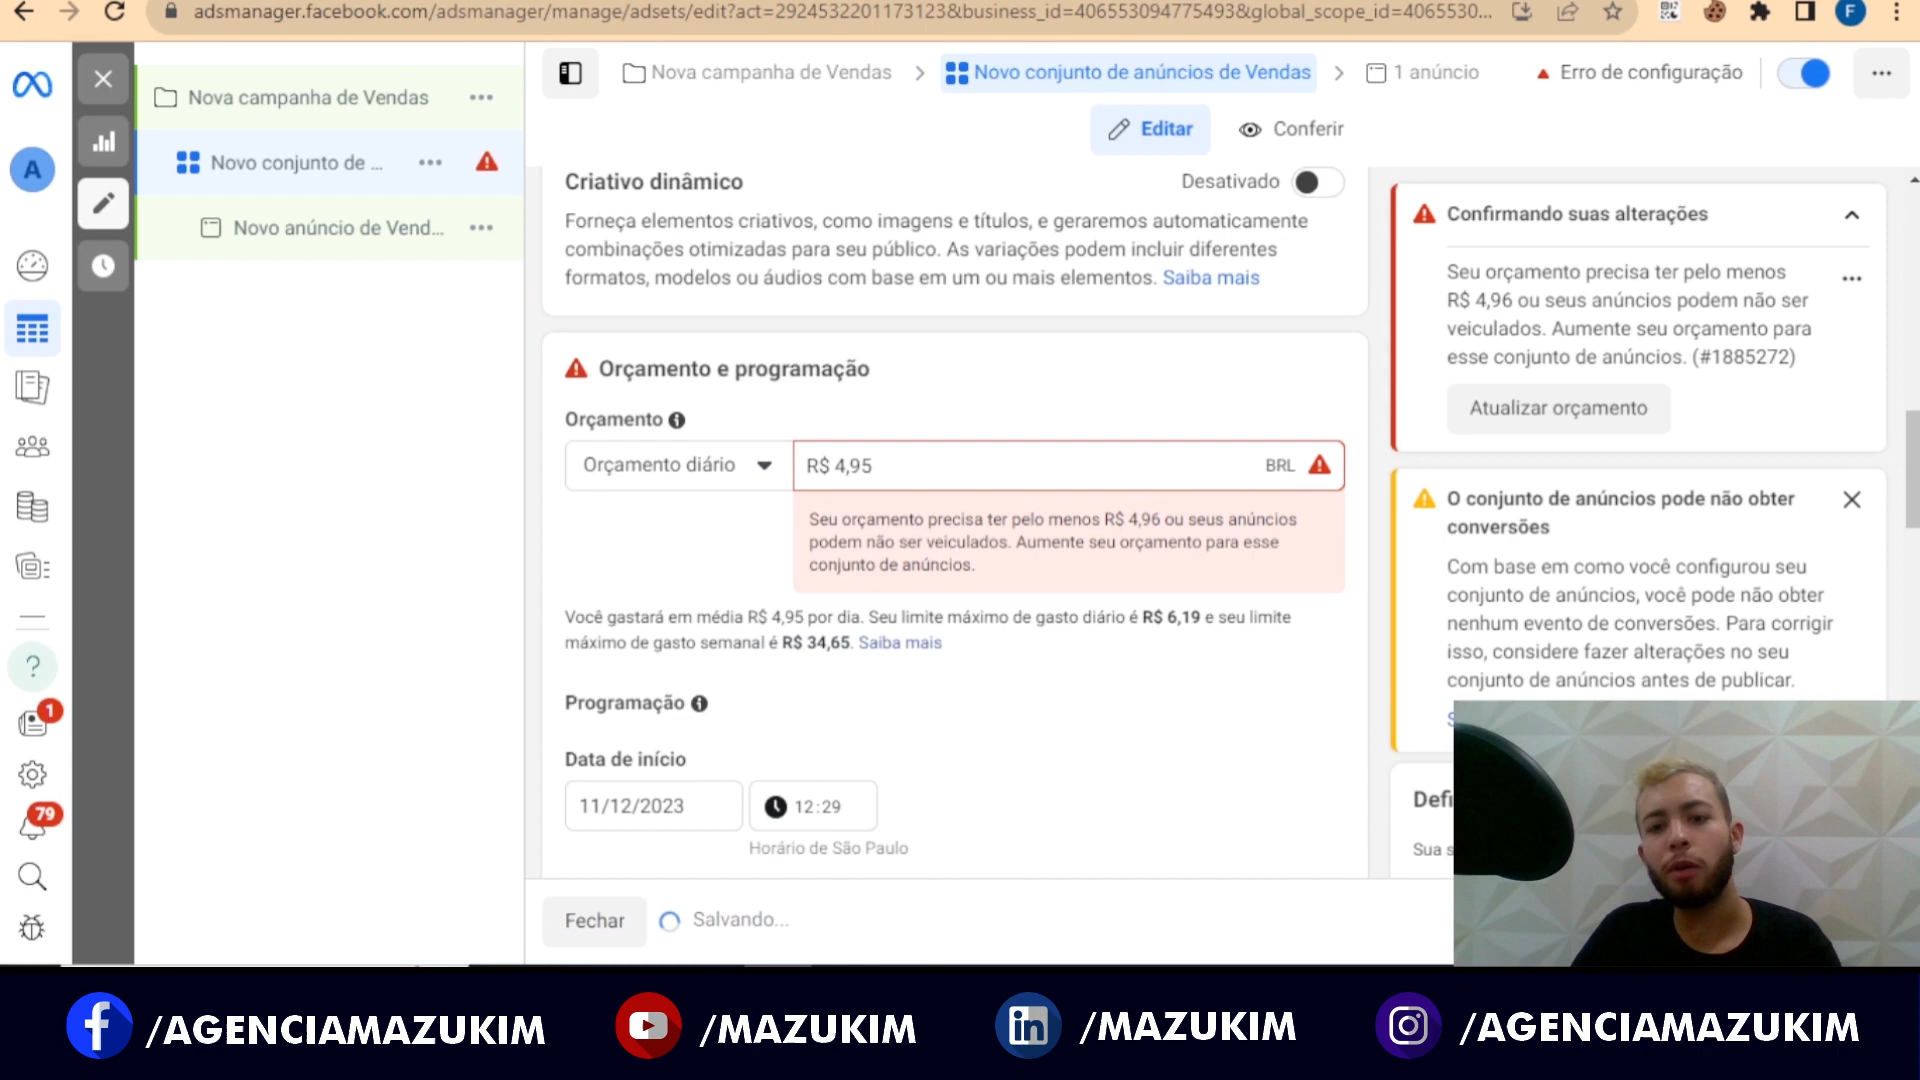 adsmanager.facebook.com/adsmanager/manage/adsets/edit?act=2924532201173123&business_id=406553094775493&global_scope_id=4065530...
F
Nova campanha de Vendas
Novo conjunto de anúncios de Vendas
1 anúncio
Erro de configuração
Nova campanha de Vendas
Editar
Conferir
Novo conjunto de ...
A
Novo anúncio de Vend...
Criativo dinâmico
Desativado
Forneça elementos criativos, como imagens e títulos, e geraremos automaticamente
combinações otimizadas para seu público. As variações podem incluir diferentes
formatos, modelos ou áudios com base em um ou mais elementos. Saiba mais
Orçamento e programação
Orçamento
Orçamento diário
R$ 4,95
BRL
Seu orçamento precisa ter pelo menos R$ 4,96 ou seus anúncios
podem não ser veiculados. Aumente seu orçamento para esse
conjunto de anúncios.
Você gastará em média R$ 4,95 por dia. Seu limite máximo de gasto diário é R$ 6,19 e seu limite
máximo de gasto semanal é R$ 34,65. Saiba mais
Programação
Data de início
11/12/2023
12:29
Horário de São Paulo
Fechar
Salvando...
Confirmando suas alterações
Seu orçamento precisa ter pelo menos
R$ 4,96 ou seus anúncios podem não ser
veiculados. Aumente seu orçamento para
esse conjunto de anúncios. (#1885272)
Atualizar orçamento
O conjunto de anúncios pode não obter
conversões
Com base em como você configurou seu
conjunto de anúncios, você pode não obter
nenhum evento de conversões. Para corrigir
isso, considere fazer alterações no seu
conjunto de anúncios antes de publicar.
Defi
Sua s
?
1
79
/AGENCIAMAZUKIM
/MAZUKIM
/MAZUKIM
/AGENCIAMAZUKIM